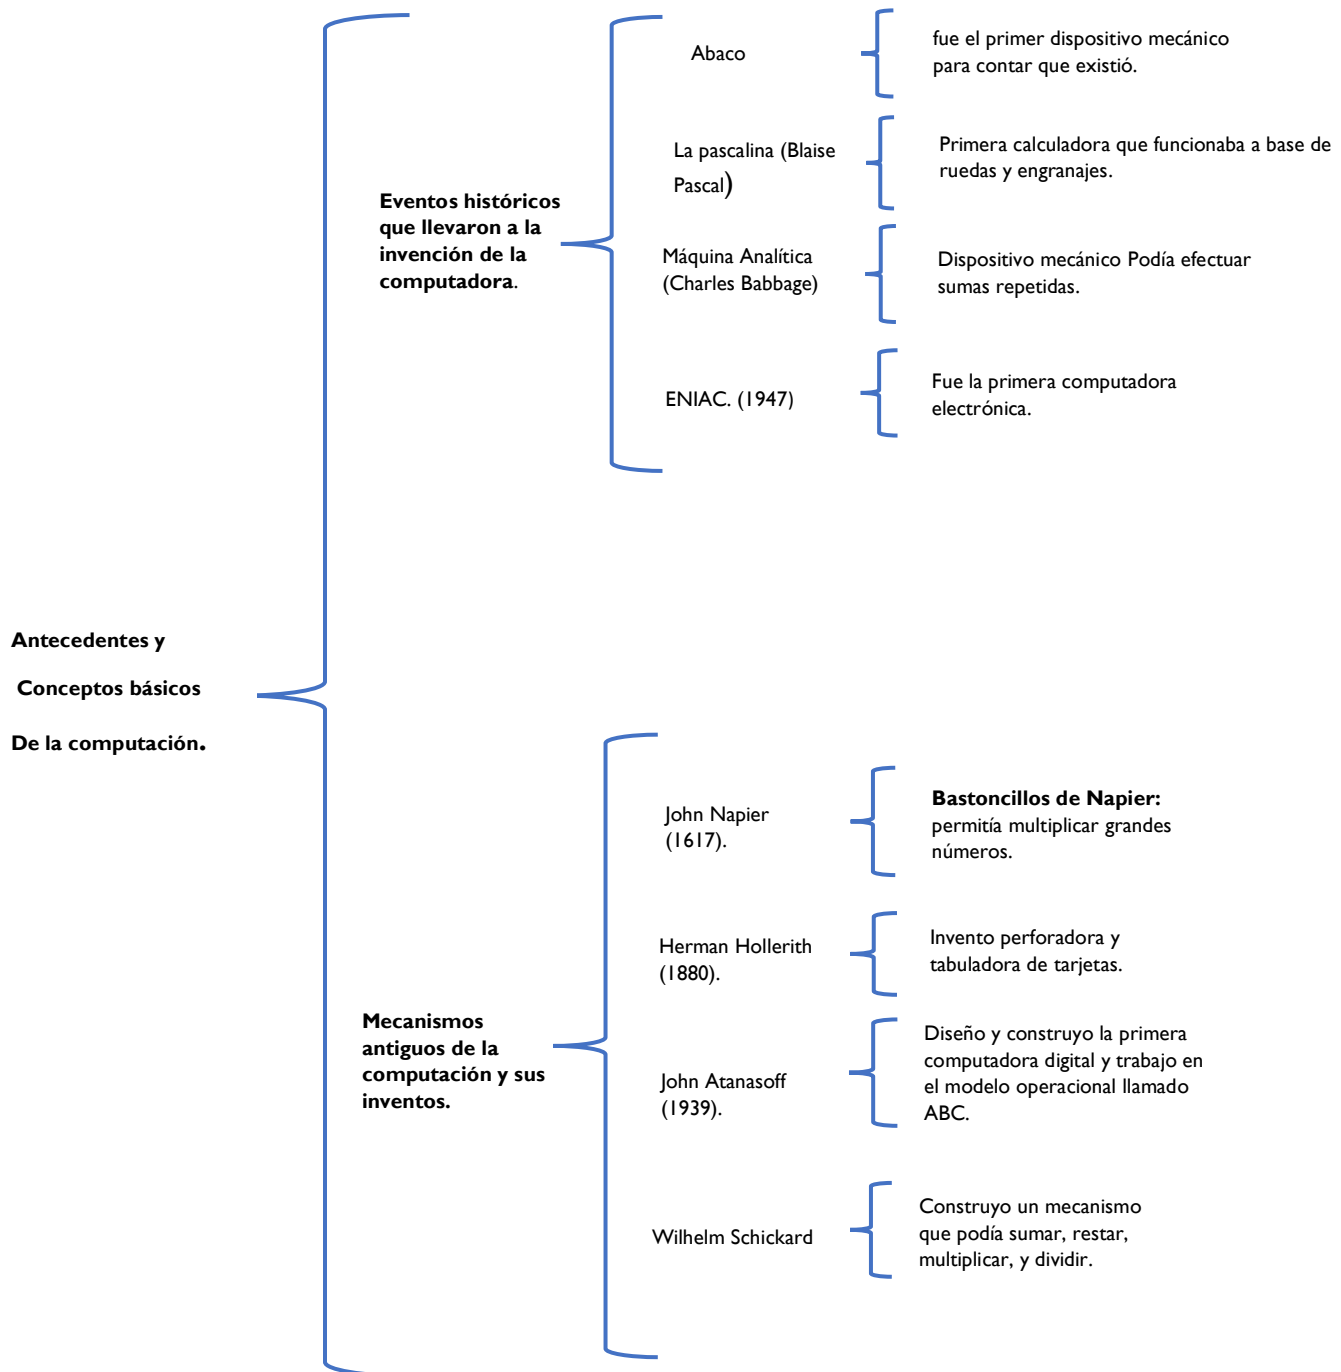 Antecedentes y
Conceptos básicos
De la computación.
Eventos históricos
que llevaron a la
invención de la
computadora.
Abaco
fue el primer dispositivo mecánico
para contar que existió.
La pascalina (Blaise
Pascal)
Primera calculadora que funcionaba a base de
ruedas y engranajes.
Máquina Analítica
(Charles Babbage)
Dispositivo mecánico Podía efectuar
sumas repetidas.
ENIAC. (1947)
Fue la primera computadora
electrónica.
Mecanismos
antiguos de la
computación y sus
inventos.
John Napier
(1617).
Bastoncillos de Napier:
permitía multiplicar grandes
números.
Herman Hollerith
(1880).
Invento perforadora y
tabuladora de tarjetas.
John Atanasoff
(1939).
Diseño y construyo la primera
computadora digital y trabajo en
el modelo operacional llamado
ABC.
Wilhelm Schickard
Construyo un mecanismo
que podía sumar, restar,
multiplicar, y dividir.